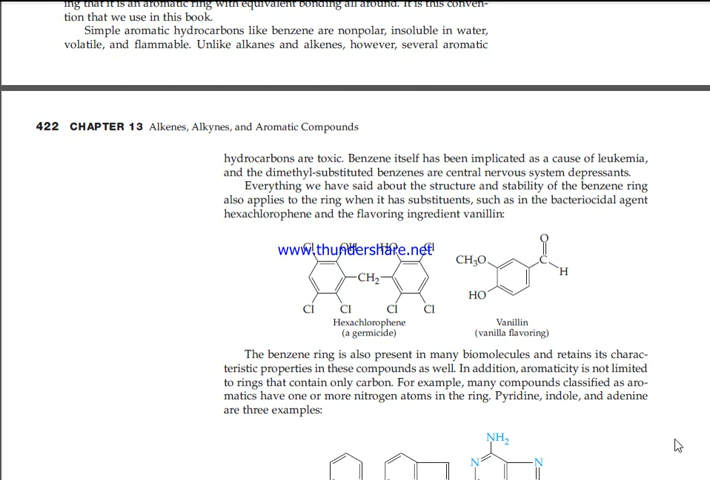 ing that it is an aromatic ring with equivalent bonding all around. It is this conven-
tion that we use in this book.
Simple aromatic hydrocarbons like benzene are nonpolar, insoluble in water,
volatile, and flammable. Unlike alkanes and alkenes, however, several aromatic
422 CHAPTER 13 Alkenes, Alkynes, and Aromatic Compounds
hydrocarbons are toxic. Benzene itself has been implicated as a cause of leukemia,
and the dimethyl-substituted benzenes are central nervous system depressants.
Everything we have said about the structure and stability of the benzene ring
also applies to the ring when it has substituents, such as in the bacteriocidal agent
hexachlorophene and the flavoring ingredient vanillin:
Cl OH HO Cl
www.thundershare.net
O
CH₃O C
H
CH₂
HO
Cl Cl Cl Cl
Hexachlorophene
(a germicide)
Vanillin
(vanilla flavoring)
The benzene ring is also present in many biomolecules and retains its charac-
teristic properties in these compounds as well. In addition, aromaticity is not limited
to rings that contain only carbon. For example, many compounds classified as aro-
matics have one or more nitrogen atoms in the ring. Pyridine, indole, and adenine
are three examples:
NH₂
N N